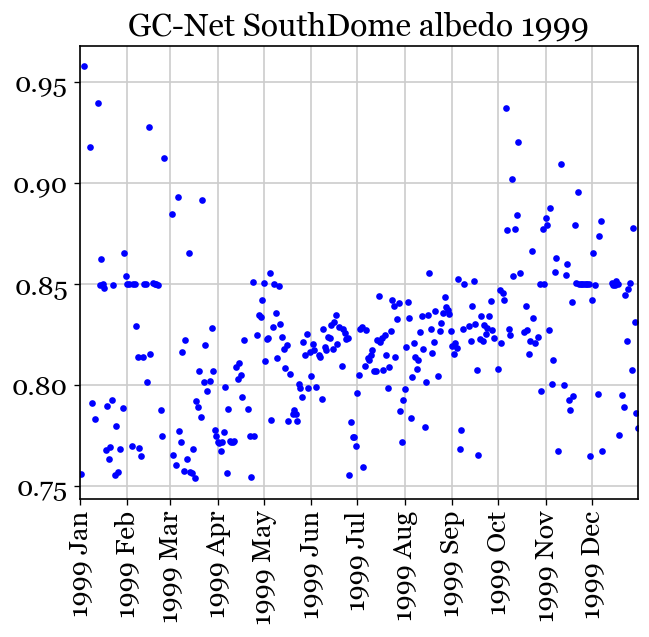 GC-Net SouthDome albedo 1999
0.95
0.90
0.85
0.80
0.75
1999 Jan
1999 Feb
1999 Mar
1999 Apr
1999 May
1999 Jun
1999 Jul
1999 Aug
1999 Sep
1999 Oct
1999 Nov
1999 Dec